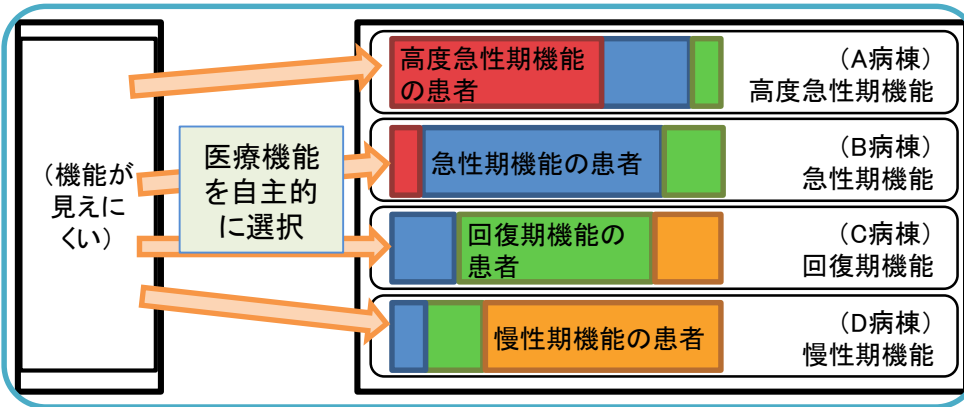 （機能が
見えに
くい）
医療機能
を自主的
に選択
高度急性期機能
の患者
（A病棟）
高度急性期機能
急性期機能の患者
（B病棟）
急性期機能
回復期機能の
患者
（C病棟）
回復期機能
慢性期機能の患者
（D病棟）
慢性期機能